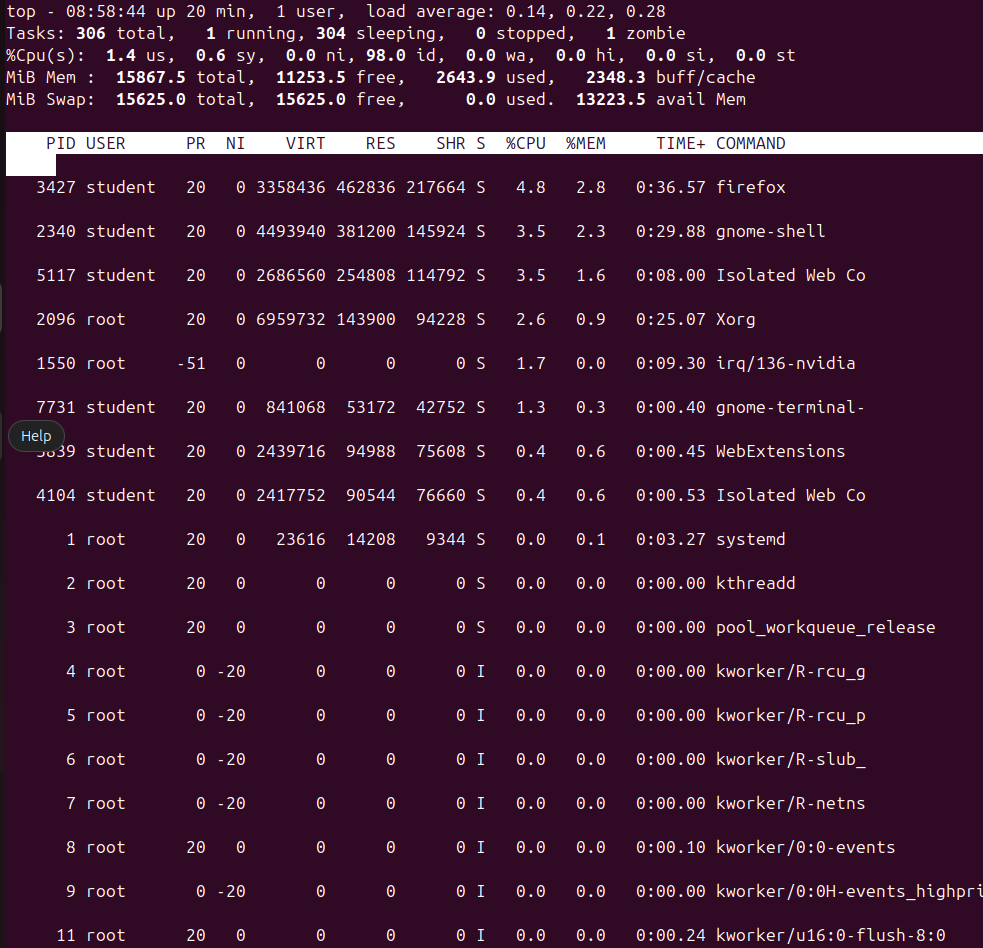 top - 08:58:44 up 20 min,  1 user,  load average: 0.14, 0.22, 0.28
Tasks: 306 total,   1 running, 304 sleeping,   0 stopped,   1 zombie
%Cpu(s):  1.4 us,  0.6 sy,  0.0 ni, 98.0 id,  0.0 wa,  0.0 hi,  0.0 si,  0.0 st
MiB Mem :  15867.5 total,  11253.5 free,   2643.9 used,   2348.3 buff/cache
MiB Swap:  15625.0 total,  15625.0 free,      0.0 used.  13223.5 avail Mem
PID USER      PR  NI    VIRT    RES    SHR S  %CPU  %MEM     TIME+ COMMAND
3427 student   20   0 3358436 462836 217664 S   4.8   2.8   0:36.57 firefox
2340 student   20   0 4493940 381200 145924 S   3.5   2.3   0:29.88 gnome-shell
5117 student   20   0 2686560 254808 114792 S   3.5   1.6   0:08.00 Isolated Web Co
2096 root      20   0 6959732 143900  94228 S   2.6   0.9   0:25.07 Xorg
1550 root     -51   0       0      0      0 S   1.7   0.0   0:09.30 irq/136-nvidia
7731 student   20   0  841068  53172  42752 S   1.3   0.3   0:00.40 gnome-terminal-
Help
student   20   0 2439716  94988  75608 S   0.4   0.6   0:00.45 WebExtensions
4104 student   20   0 2417752  90544  76660 S   0.4   0.6   0:00.53 Isolated Web Co
1 root      20   0   23616  14208   9344 S   0.0   0.1   0:03.27 systemd
2 root      20   0       0      0      0 S   0.0   0.0   0:00.00 kthreadd
3 root      20   0       0      0      0 S   0.0   0.0   0:00.00 pool_workqueue_release
4 root       0 -20       0      0      0 I   0.0   0.0   0:00.00 kworker/R-rcu_g
5 root       0 -20       0      0      0 I   0.0   0.0   0:00.00 kworker/R-rcu_p
6 root       0 -20       0      0      0 I   0.0   0.0   0:00.00 kworker/R-slub_
7 root       0 -20       0      0      0 I   0.0   0.0   0:00.00 kworker/R-netns
8 root      20   0       0      0      0 I   0.0   0.0   0:00.10 kworker/0:0-events
9 root       0 -20       0      0      0 I   0.0   0.0   0:00.00 kworker/0:0H-events_highpri
11 root      20   0       0      0      0 I   0.0   0.0   0:00.24 kworker/u16:0-flush-8:0